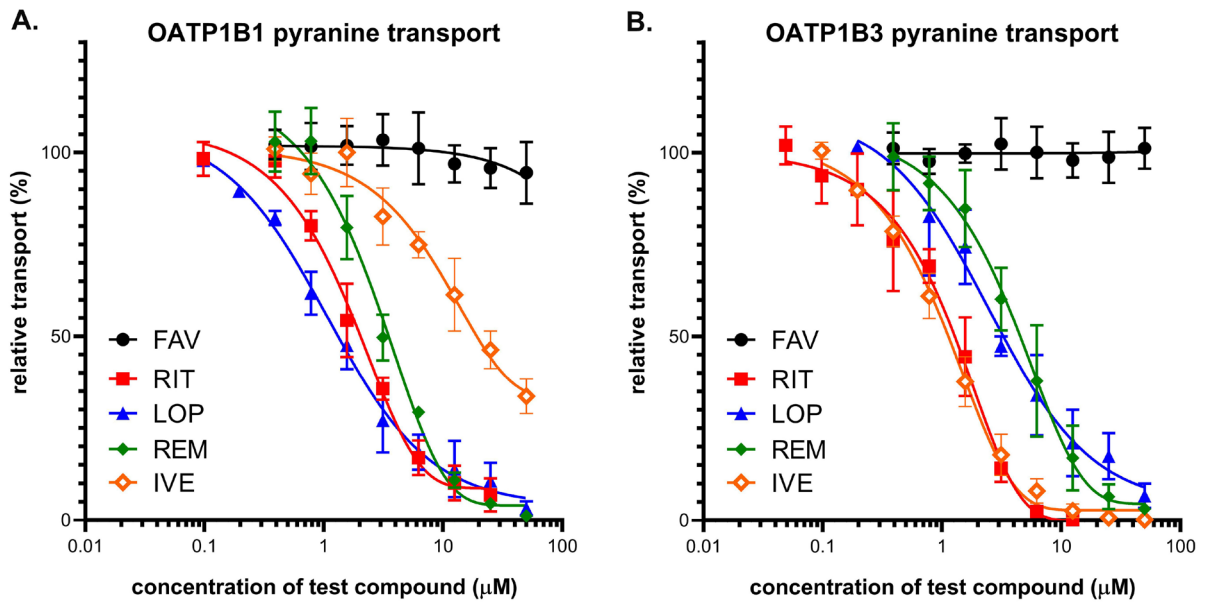 A.
OATP1B1 pyranine transport
relative transport (%)
100
50
0
FAV
RIT
LOP
REM
IVE
0.01
0.1
1
10
100
concentration of test compound (μM)
B.
OATP1B3 pyranine transport
relative transport (%)
100
50
0
FAV
RIT
LOP
REM
IVE
0.01
0.1
1
10
100
concentration of test compound (μM)